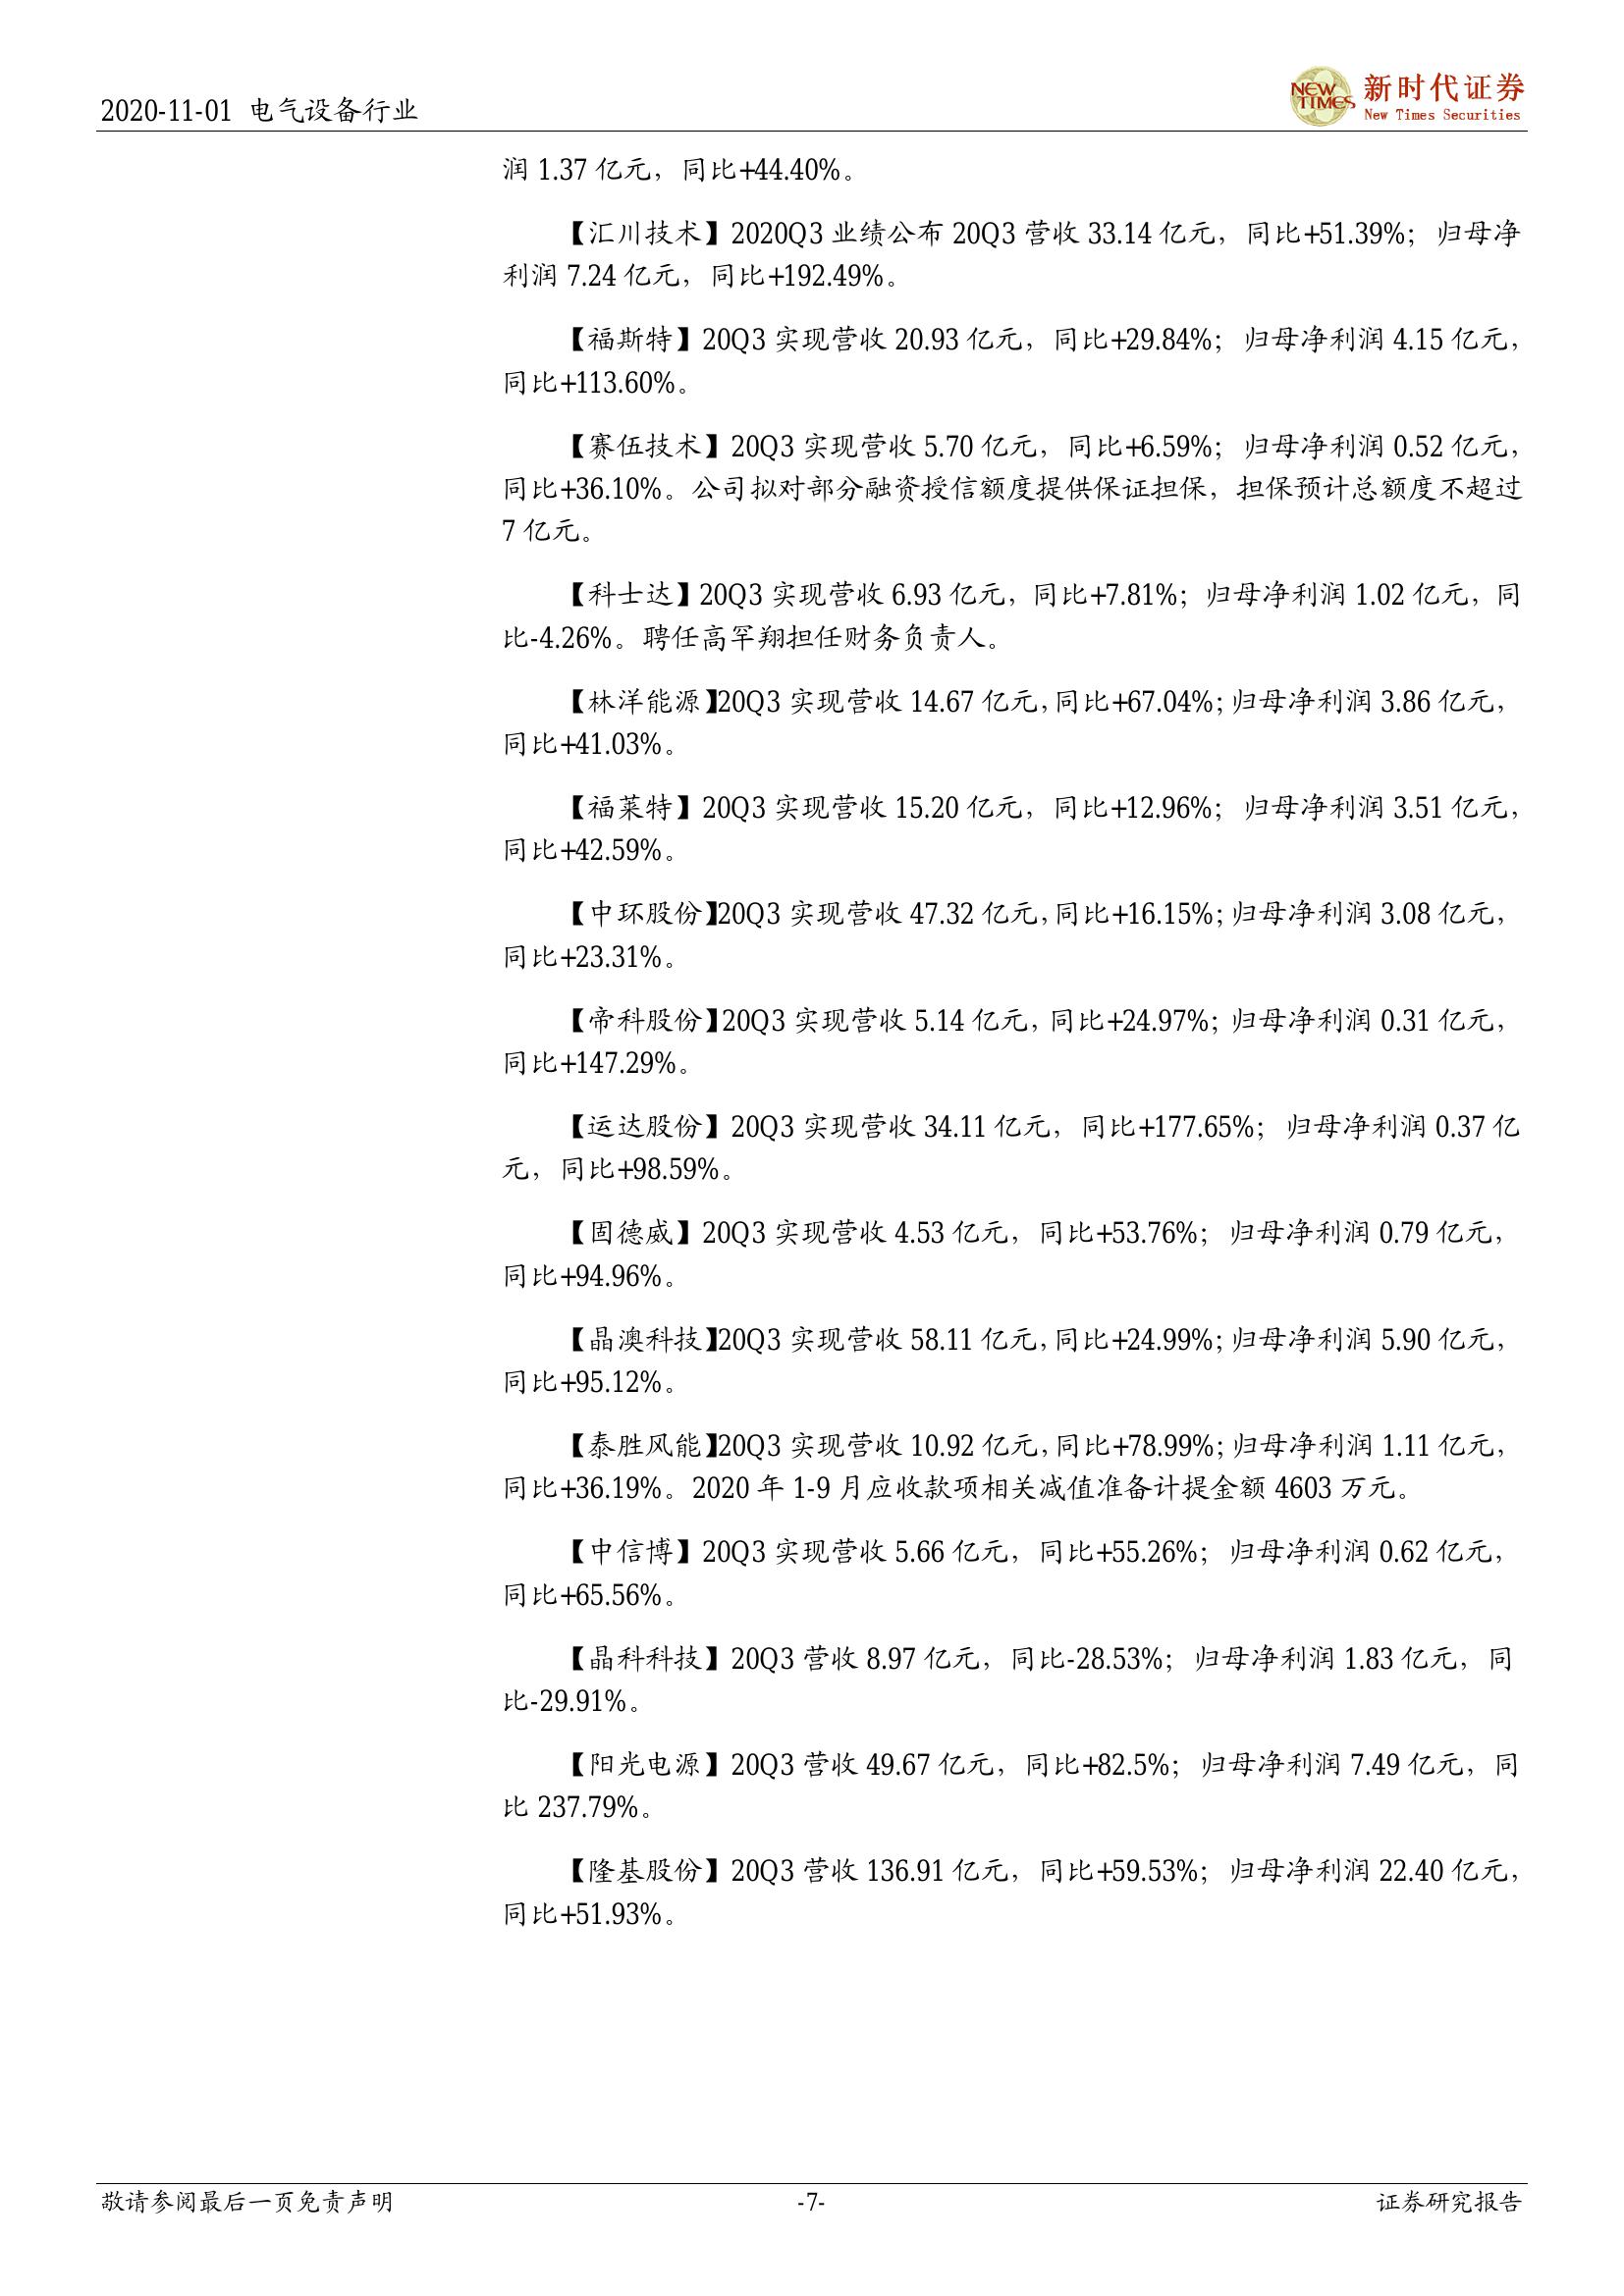 2020-11-01 电气设备行业
NEW TIMES
新时代证券
New Times Securities
润 1.37 亿元，同比+44.40%。
【汇川技术】2020Q3 业绩公布 20Q3 营收 33.14 亿元，同比+51.39%；归母净
利润 7.24 亿元，同比+192.49%。
【福斯特】20Q3 实现营收 20.93 亿元，同比+29.84%；归母净利润 4.15 亿元，
同比+113.60%。
【赛伍技术】20Q3 实现营收 5.70 亿元，同比+6.59%；归母净利润 0.52 亿元，
同比+36.10%。公司拟对部分融资授信额度提供保证担保，担保预计总额度不超过
7 亿元。
【科士达】20Q3 实现营收 6.93 亿元，同比+7.81%；归母净利润 1.02 亿元，同
比-4.26%。聘任高罕翔担任财务负责人。
【林洋能源】20Q3 实现营收 14.67 亿元，同比+67.04%；归母净利润 3.86 亿元，
同比+41.03%。
【福莱特】20Q3 实现营收 15.20 亿元，同比+12.96%；归母净利润 3.51 亿元，
同比+42.59%。
【中环股份】20Q3 实现营收 47.32 亿元，同比+16.15%；归母净利润 3.08 亿元，
同比+23.31%。
【帝科股份】20Q3 实现营收 5.14 亿元，同比+24.97%；归母净利润 0.31 亿元，
同比+147.29%。
【运达股份】20Q3 实现营收 34.11 亿元，同比+177.65%；归母净利润 0.37 亿
元，同比+98.59%。
【固德威】20Q3 实现营收 4.53 亿元，同比+53.76%；归母净利润 0.79 亿元，
同比+94.96%。
【晶澳科技】20Q3 实现营收 58.11 亿元，同比+24.99%；归母净利润 5.90 亿元，
同比+95.12%。
【泰胜风能】20Q3 实现营收 10.92 亿元，同比+78.99%；归母净利润 1.11 亿元，
同比+36.19%。2020 年 1-9 月应收款项相关减值准备计提金额 4603 万元。
【中信博】20Q3 实现营收 5.66 亿元，同比+55.26%；归母净利润 0.62 亿元，
同比+65.56%。
【晶科科技】20Q3 营收 8.97 亿元，同比-28.53%；归母净利润 1.83 亿元，同
比-29.91%。
【阳光电源】20Q3 营收 49.67 亿元，同比+82.5%；归母净利润 7.49 亿元，同
比 237.79%。
【隆基股份】20Q3 营收 136.91 亿元，同比+59.53%；归母净利润 22.40 亿元，
同比+51.93%。
敬请参阅最后一页免责声明
-7-
证券研究报告